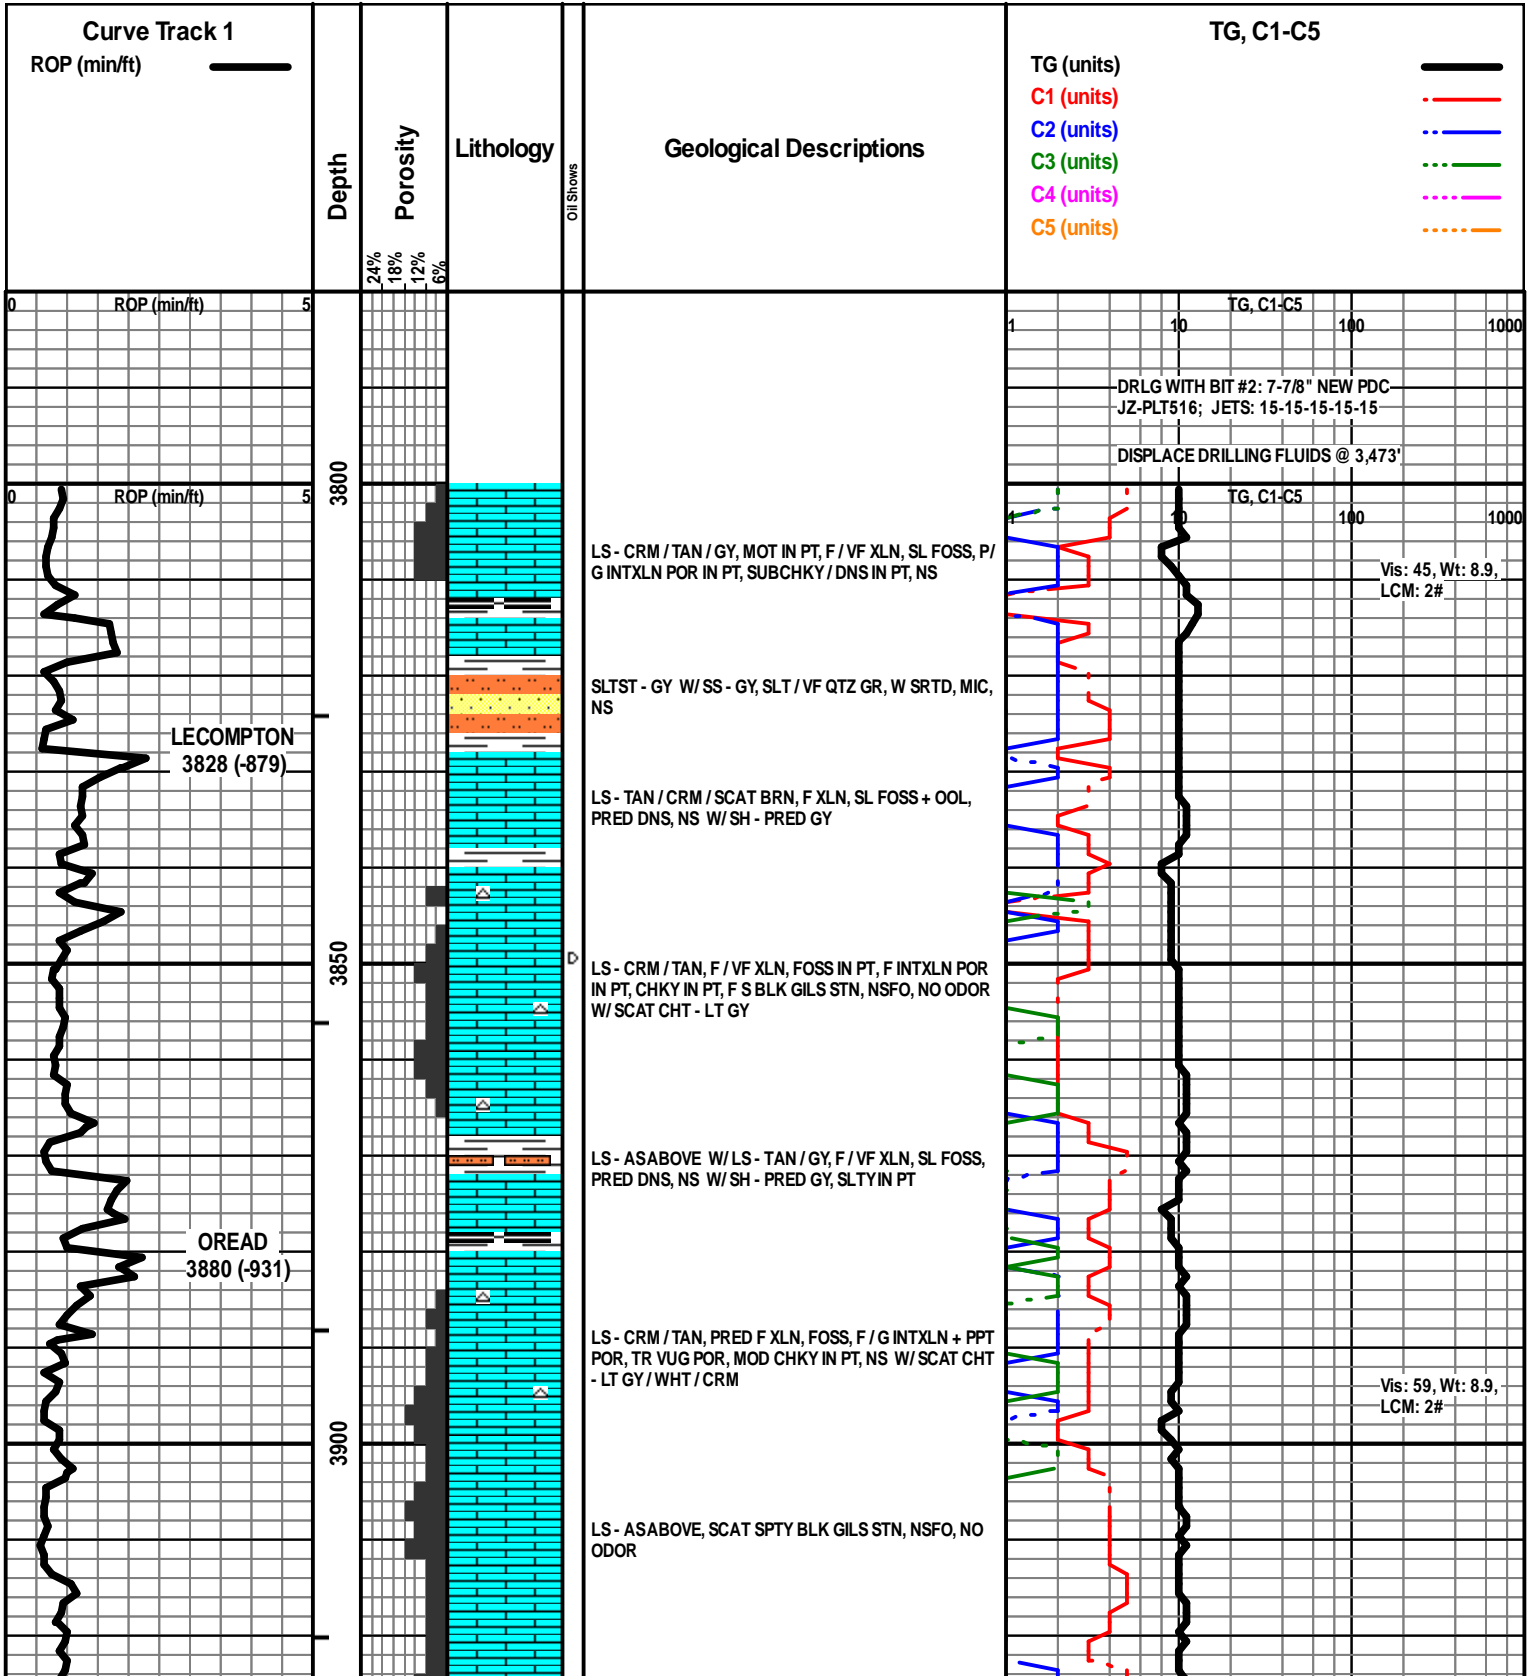 Curve Track 1
ROP (min/ft)
Depth
Porosity
24%
18%
12%
6%
Lithology
Oil Shows
Geological Descriptions
TG, C1-C5
TG (units)
C1 (units)
C2 (units)
C3 (units)
C4 (units)
C5 (units)
0 ROP (min/ft) 5
TG, C1-C5
1 10 100 1000
DRLG WITH BIT #2: 7-7/8" NEW PDC
JZ-PLT516; JETS: 15-15-15-15-15
DISPLACE DRILLING FLUIDS @ 3,473'
3800
0 ROP (min/ft) 5
TG, C1-C5
1 10 100 1000
LS - CRM / TAN / GY, MOT IN PT, F / VF XLN, SL FOSS, P /
G INTXLN POR IN PT, SUBCHKY / DNS IN PT, NS
Vis: 45, Wt: 8.9,
LCM: 2#
SLTST - GY W/ SS - GY, SLT / VF QTZ GR, W SRTD, MIC,
NS
LECOMPTON
3828 (-879)
LS - TAN / CRM / SCAT BRN, F XLN, SL FOSS + OOL,
PRED DNS, NS W/ SH - PRED GY
3850
LS - CRM / TAN, F / VF XLN, FOSS IN PT, F INTXLN POR
IN PT, CHKY IN PT, F S BLK GILS STN, NSFO, NO ODOR
W/ SCAT CHT - LT GY
LS - AS ABOVE W/ LS - TAN / GY, F / VF XLN, SL FOSS,
PRED DNS, NS W/ SH - PRED GY, SLTY IN PT
OREAD
3880 (-931)
LS - CRM / TAN, PRED F XLN, FOSS, F / G INTXLN + PPT
POR, TR VUG POR, MOD CHKY IN PT, NS W/ SCAT CHT
- LT GY / WHT / CRM
Vis: 59, Wt: 8.9,
LCM: 2#
3900
LS - AS ABOVE, SCAT SPTY BLK GILS STN, NSFO, NO
ODOR